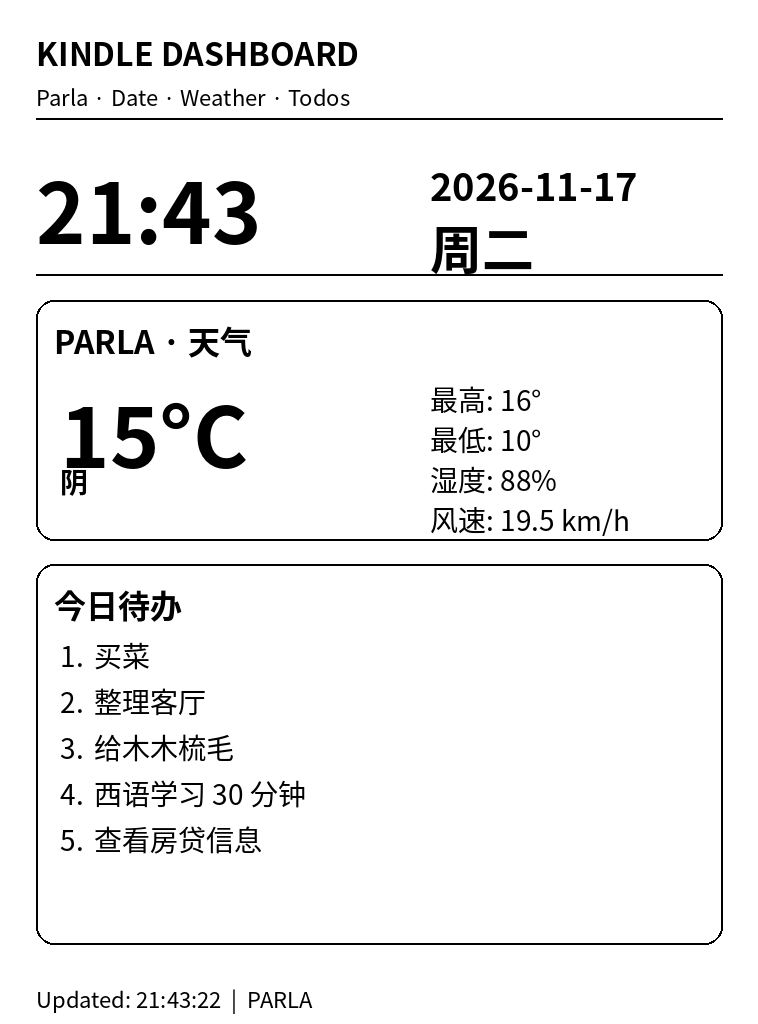 KINDLE DASHBOARD
Parla · Date · Weather · Todos
21:43
2026-11-17
周二
PARLA · 天气
15°C
阴
最高: 16°
最低: 10°
湿度: 88%
风速: 19.5 km/h
今日待办
1. 买菜
2. 整理客厅
3. 给木木梳毛
4. 西语学习 30 分钟
5. 查看房贷信息
Updated: 21:43:22 | PARLA